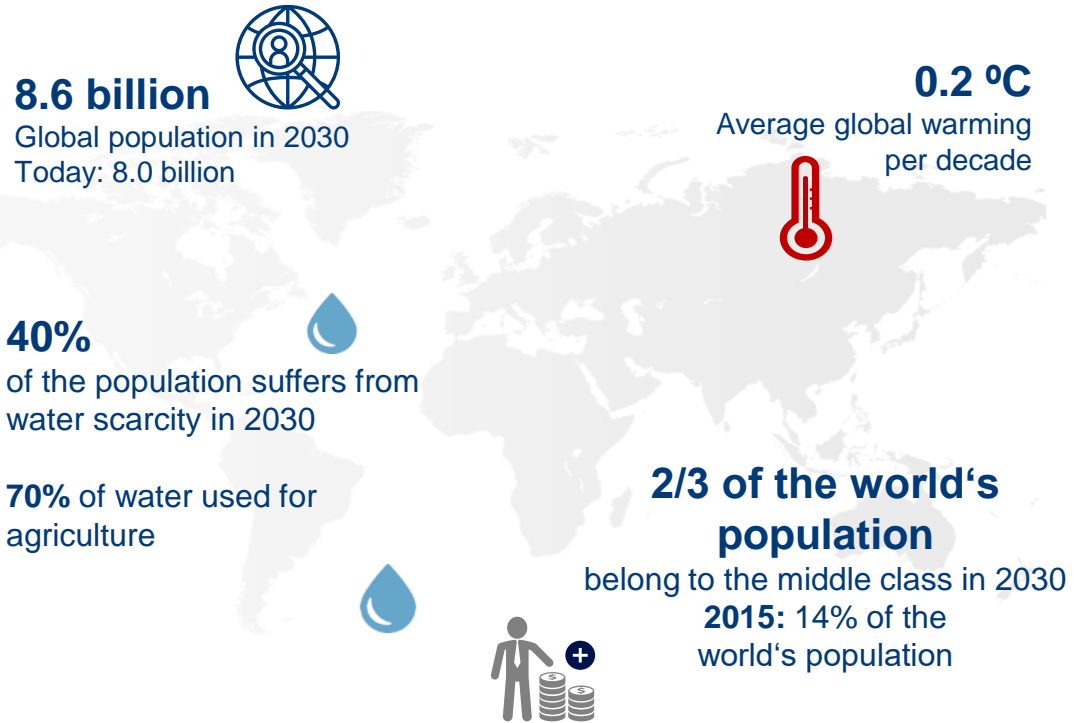 8.6 billion
Global population in 2030
Today: 8.0 billion
0.2 ºC
Average global warming
per decade
40%
of the population suffers from
water scarcity in 2030
70% of water used for
agriculture
2/3 of the world‘s
population
belong to the middle class in 2030
2015: 14% of the
world‘s population
+
$
$